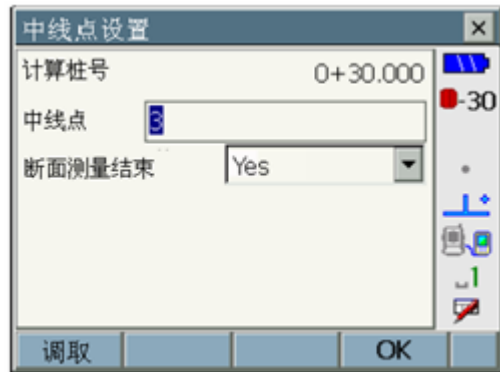 中线点设置
计算桩号 0+30.000
-30
中线点 3
断面测量结束 Yes
1
调取 OK